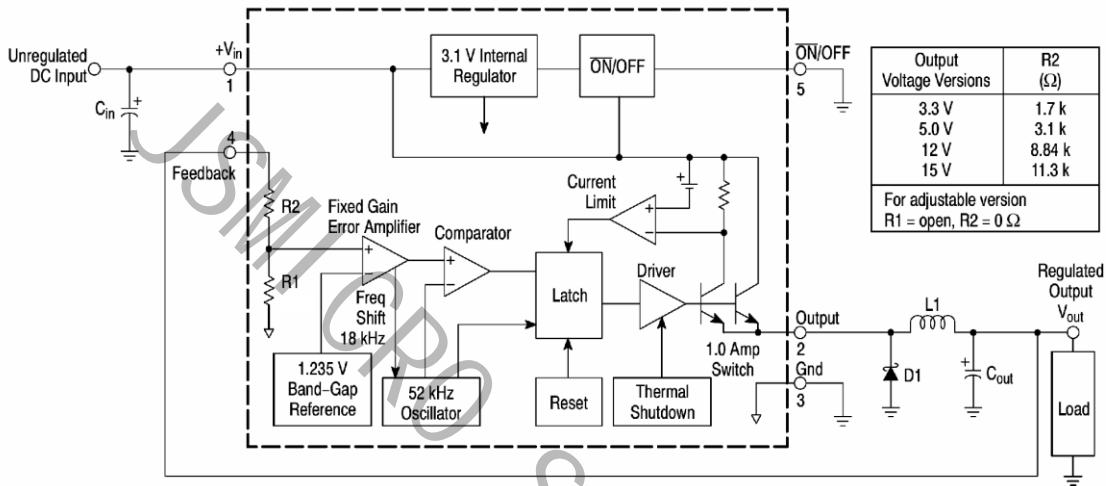 Unregulated
DC Input
Cin
+Vin
1
4
Feedback
3.1 V Internal
Regulator
ON/OFF
ON/OFF
5
Output
Voltage Versions
R2
(Ω)
3.3 V
1.7 k
5.0 V
3.1 k
12 V
8.84 k
15 V
11.3 k
For adjustable version
R1 = open, R2 = 0 Ω
R2
R1
Fixed Gain
Error Amplifier
Comparator
Current
Limit
+
-
+
-
+
-
Freq
Shift
18 kHz
Latch
Driver
1.0 Amp
Switch
Output
2
Gnd
3
1.235 V
Band-Gap
Reference
52 kHz
Oscillator
Reset
Thermal
Shutdown
L1
D1
Cout
Regulated
Output
Vout
Load
JSMICRO S